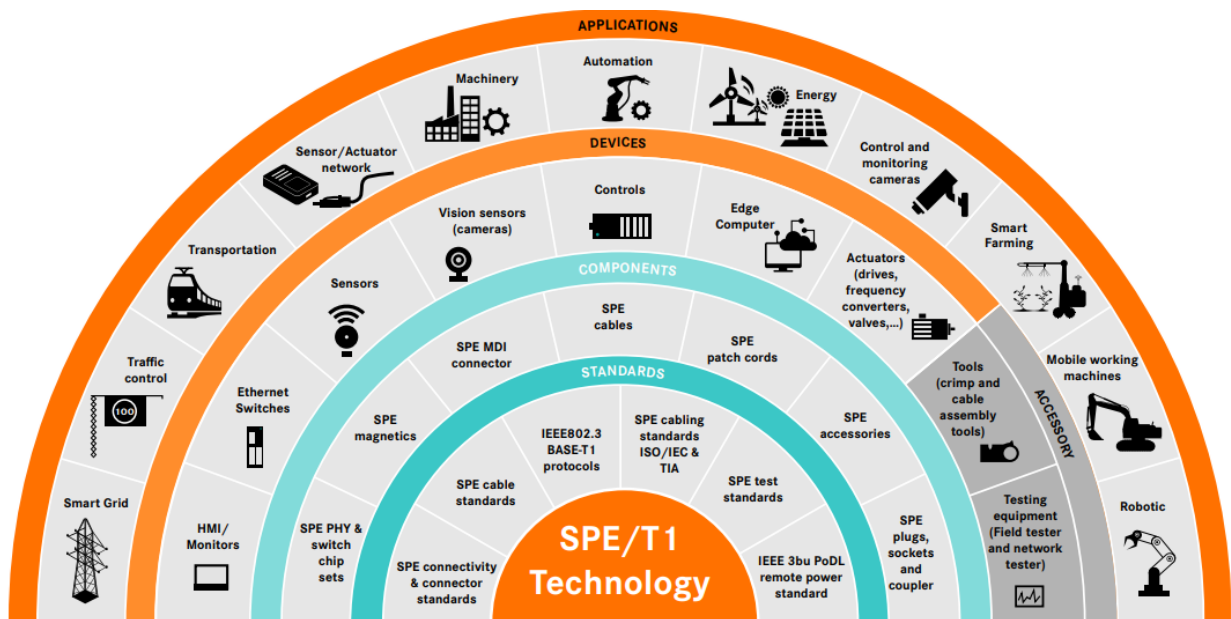 APPLICATIONS
Smart Grid
Traffic
control
Transportation
Sensor/Actuator
network
Machinery
Automation
Energy
Control and
monitoring
cameras
Smart
Farming
Mobile working
machines
Robotic
DEVICES
HMI/
Monitors
Ethernet
Switches
Sensors
Vision sensors
(cameras)
Controls
Edge
Computer
Actuators
(drives,
frequency
converters,
valves,...)
ACCESSORY
Tools
(crimp and
cable
assembly
tools)
Testing
equipment
(Field tester
and network
tester)
COMPONENTS
SPE PHY &
switch
chip
sets
SPE
magnetics
SPE MDI
connector
SPE
cables
SPE
patch cords
SPE
accessories
SPE
plugs,
sockets
and
coupler
STANDARDS
SPE connectivity
& connector
standards
SPE cable
standards
IEEE802.3
BASE-T1
protocols
SPE cabling
standards
ISO/IEC &
TIA
SPE test
standards
IEEE 3bu PoDL
remote power
standard
SPE/T1
Technology
100